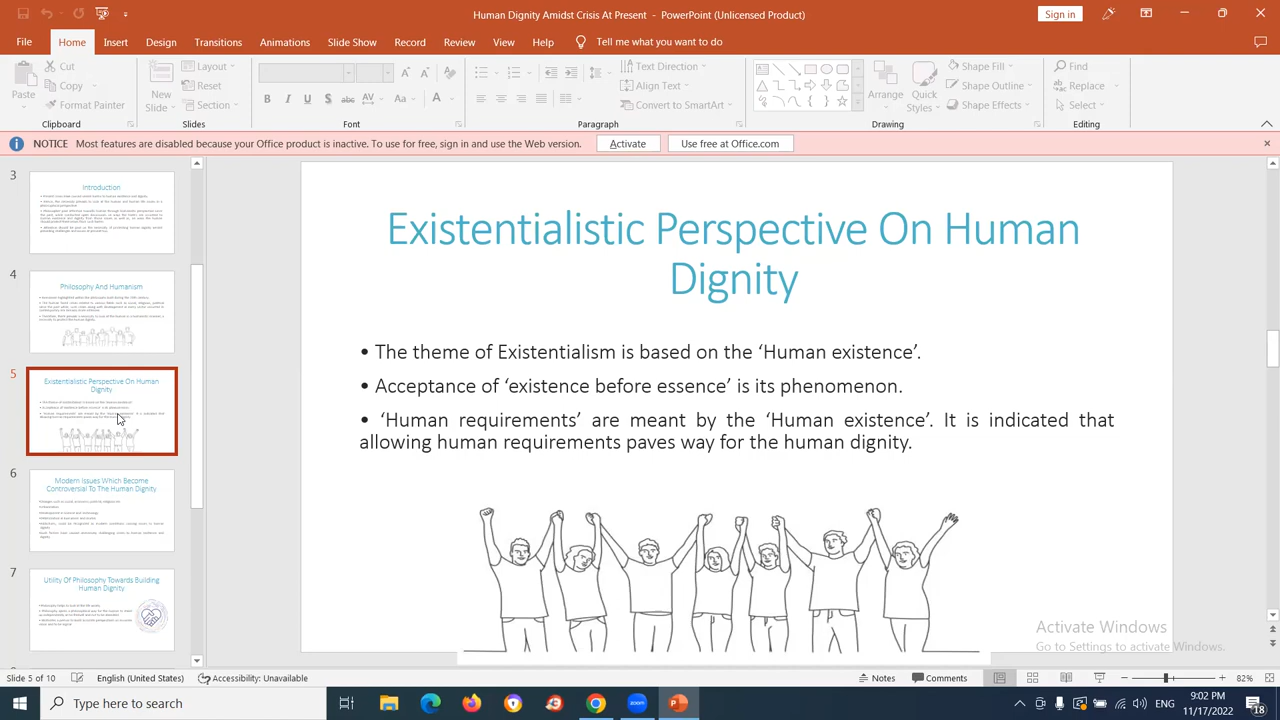 Human Dignity Amidst Crisis At Present - PowerPoint (Unlicensed Product)
Sign in
File Home Insert Design Transitions Animations Slide Show Record Review View Help Tell me what you want to do
Paste
Cut
Copy
Format Painter
Clipboard
New Slide
Layout
Reset
Section
Slides
Font
Text Direction
Align Text
Convert to SmartArt
Paragraph
Arrange
Quick Styles
Shape Fill
Shape Outline
Shape Effects
Drawing
Find
Replace
Select
Editing
NOTICE Most features are disabled because your Office product is inactive. To use for free, sign in and use the Web version. Activate Use free at Office.com
3
Introduction
4
Philosophy And Humanism
5
Existentialistic Perspective On Human
Dignity
6
Modern Issues Which Become
Controversial To The Human Dignity
7
Utility Of Philosophy Towards Building
Human Dignity
Existentialistic Perspective On Human
Dignity
• The theme of Existentialism is based on the ‘Human existence’.
• Acceptance of ‘existence before essence’ is its phenomenon.
• ‘Human requirements’ are meant by the ‘Human existence’. It is indicated that
allowing human requirements paves way for the human dignity.
Activate Windows
Go to Settings to activate Windows.
Slide 5 of 10 English (United States) Accessibility: Unavailable Notes Comments 82%
Type here to search
zoom
ENG
9:02 PM
11/17/2022
18